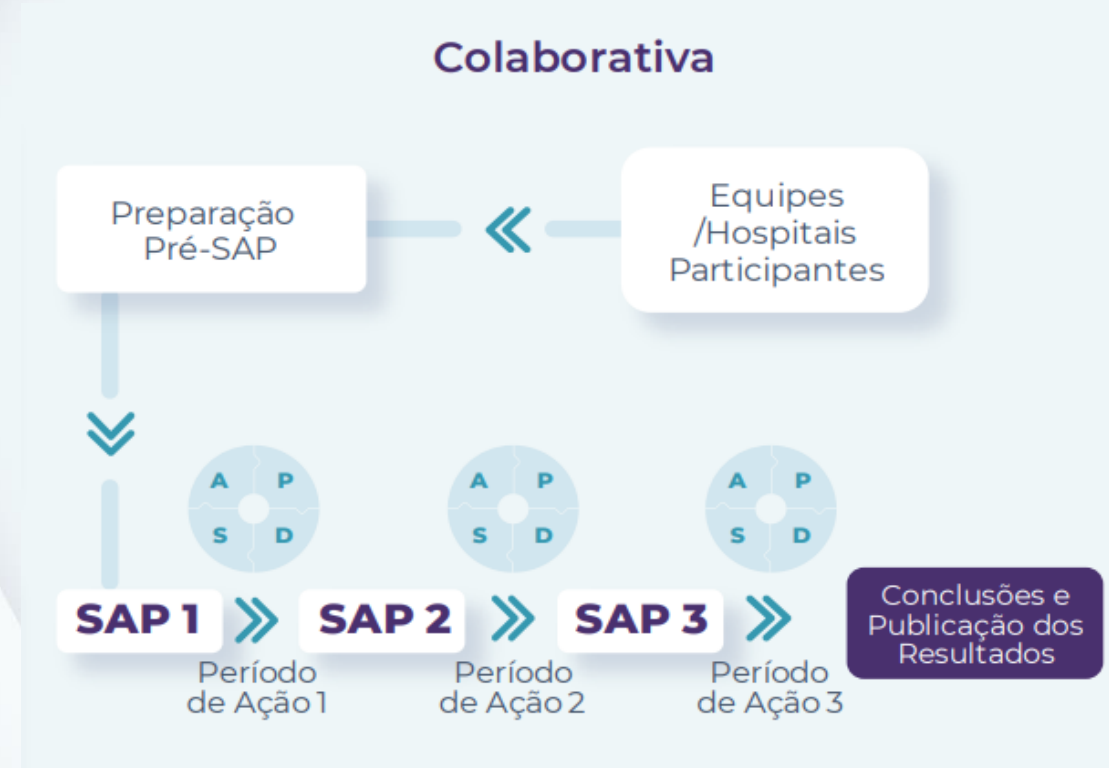 Colaborativa
Preparação
Pré-SAP
Equipes
/Hospitais
Participantes
A P
S D
A P
S D
A P
S D
SAP 1
SAP 2
SAP 3
Conclusões e
Publicação dos
Resultados
Período
de Ação 1
Período
de Ação 2
Período
de Ação 3